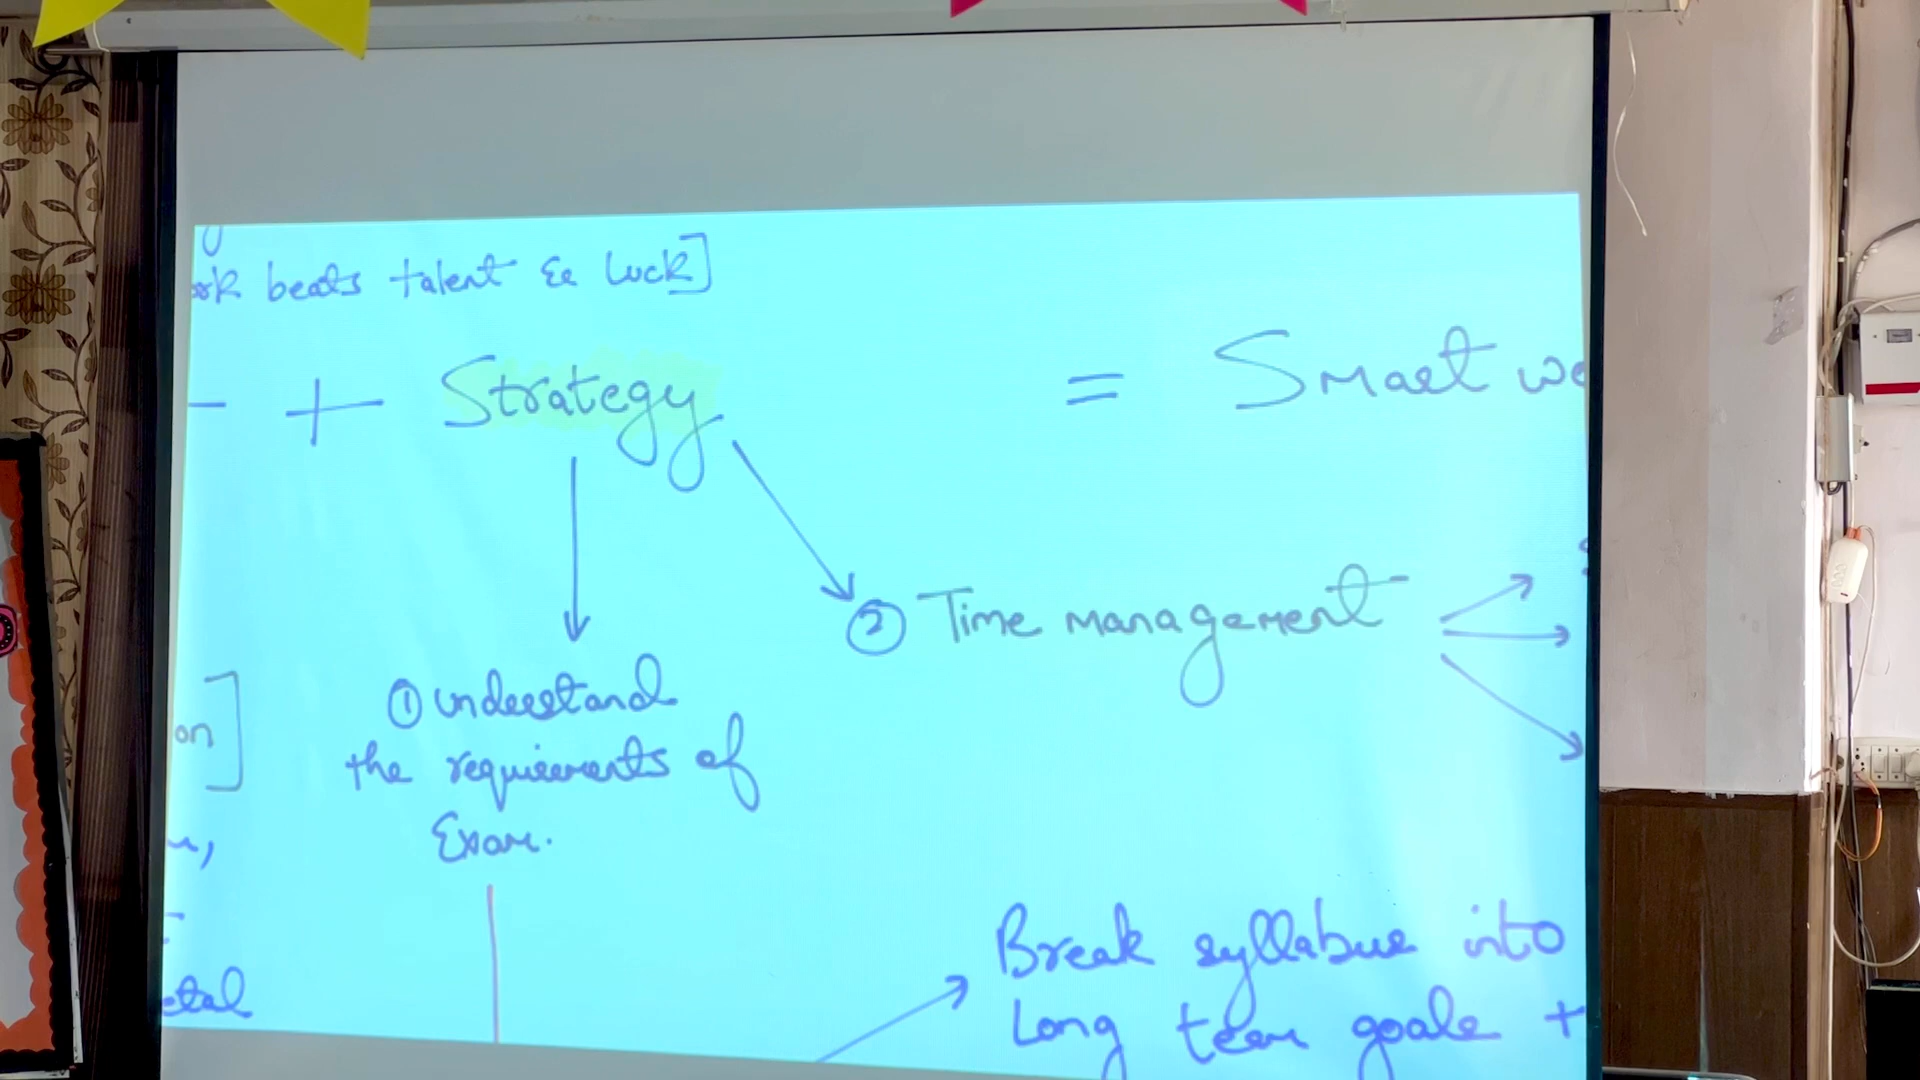 beats talent & luck]
+ Strategy = Smart
② Time management
① understand
the requirements of
Exam.
on]
Break syllabus into
Long term goals +